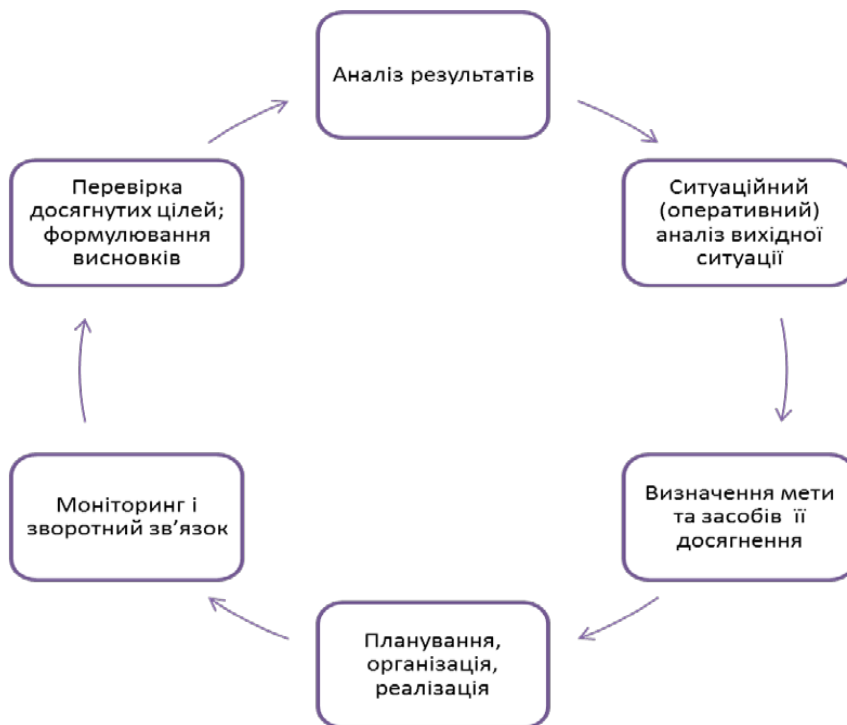 Аналіз результатів
Ситуаційний
(оперативний)
аналіз вихідної
ситуації
Визначення мети
та засобів її
досягнення
Планування,
організація,
реалізація
Моніторинг і
зворотний зв’язок
Перевірка
досягнутих цілей;
формулювання
висновків